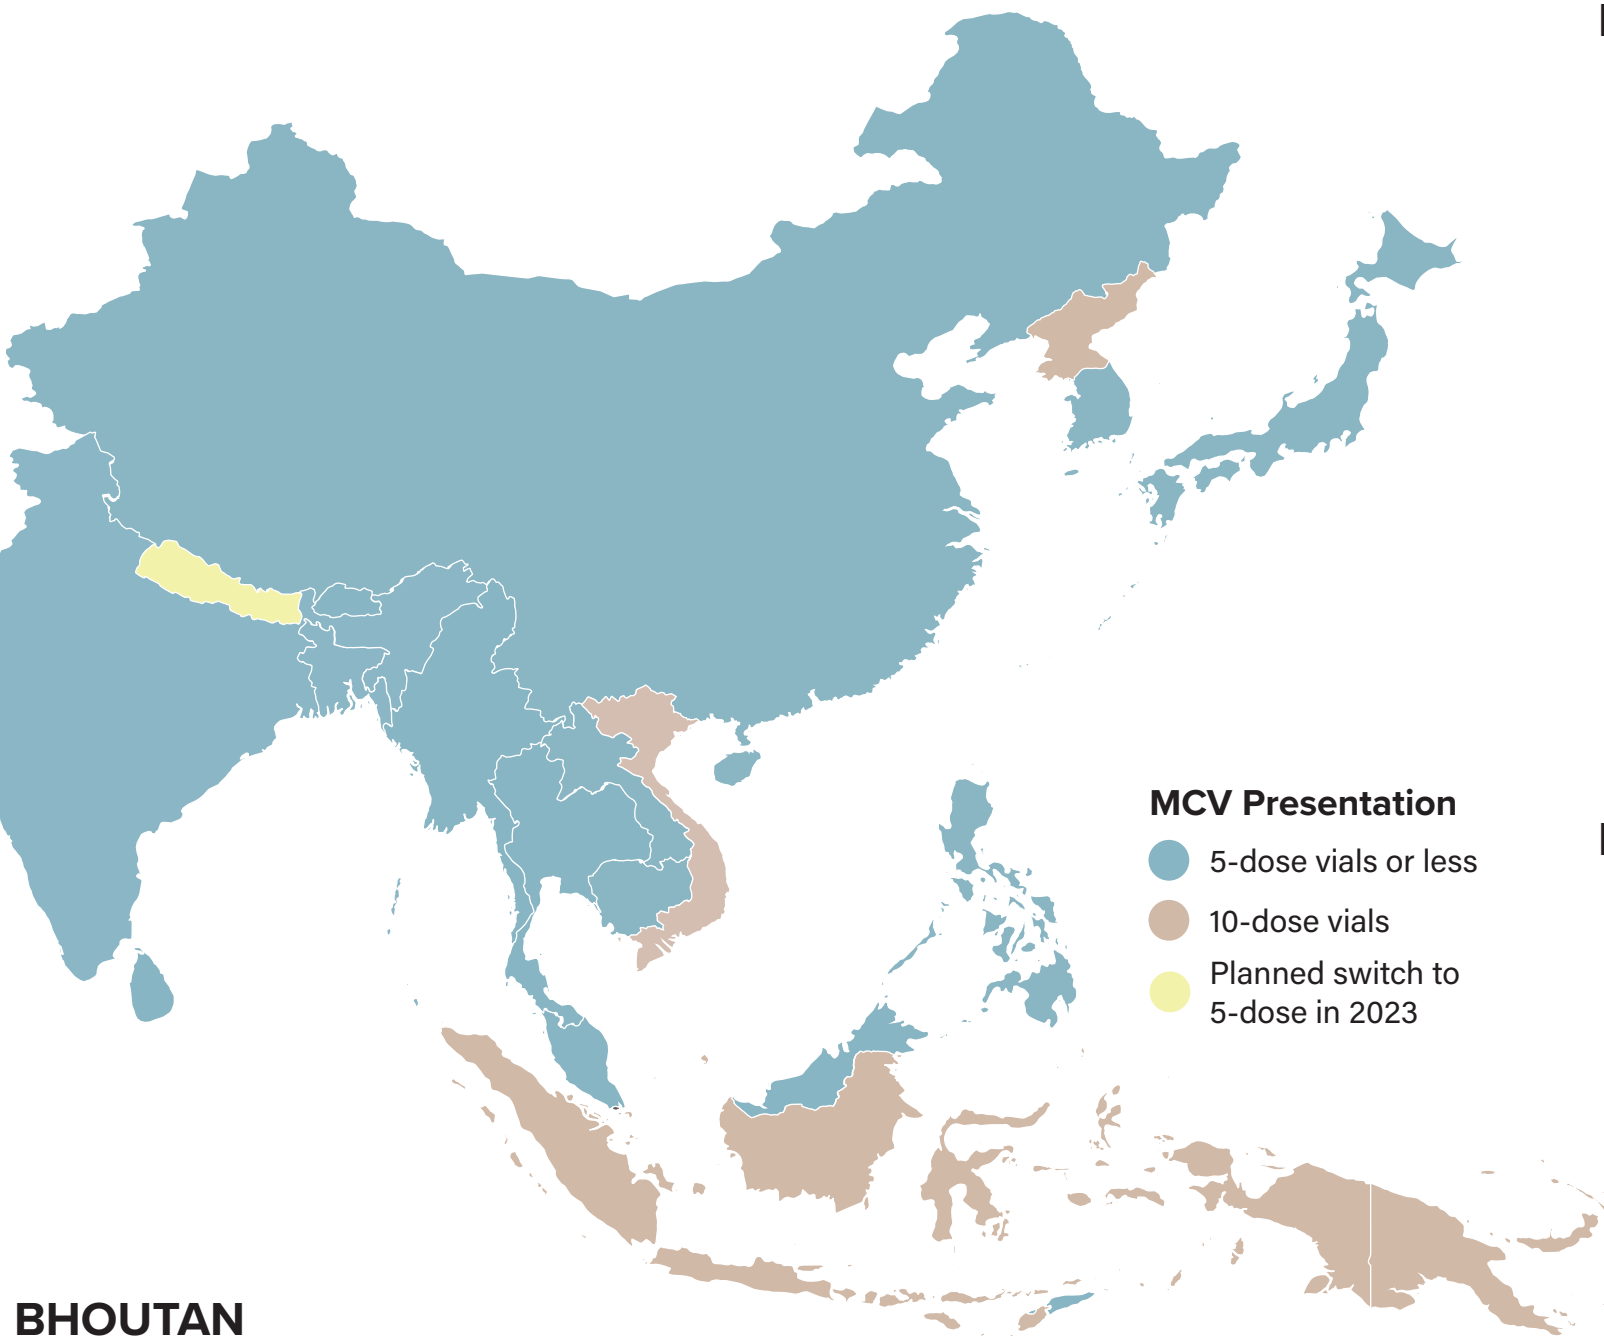 MCV Presentation
5-dose vials or less
10-dose vials
Planned switch to
5-dose in 2023
BHOUTAN